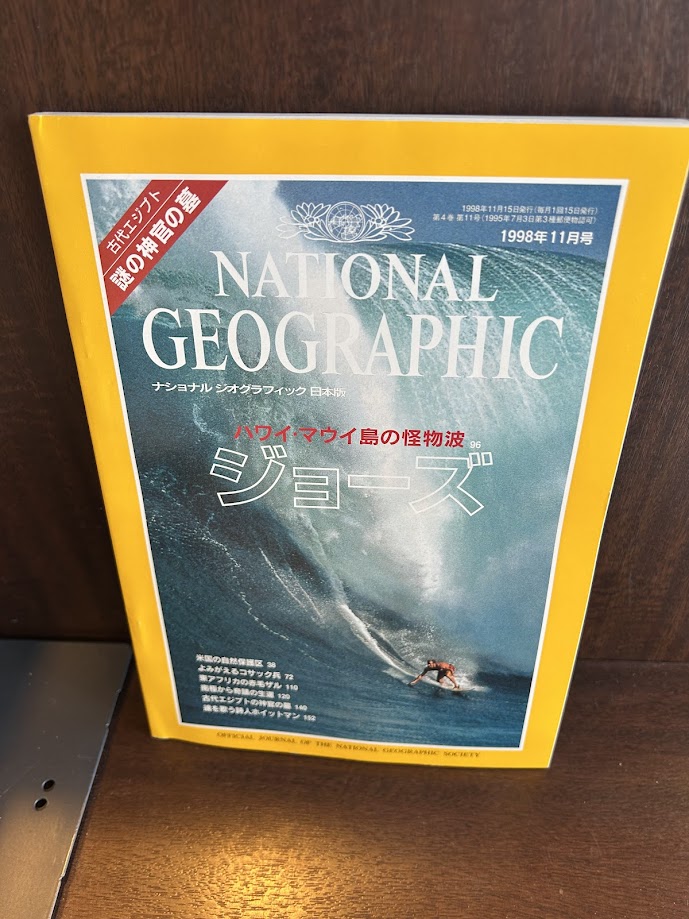 古代エジプト
謎の神官の墓
1998年11月15日発行(毎月1回15日発行)
第4巻 第11号(1995年7月3日第3種郵便物認可)
1998年11月号
NATIONAL
GEOGRAPHIC
ナショナル ジオグラフィック 日本版
ハワイ・マウイ島の怪物波 96
ジョーズ
米国の自然保護区 38
よみがえるコサック兵 72
東アフリカの赤毛ザル 110
南極から奇跡の生還 120
古代エジプトの神官の墓 140
魂を歌う詩人ホイットマン 152
OFFICIAL JOURNAL OF THE NATIONAL GEOGRAPHIC SOCIETY